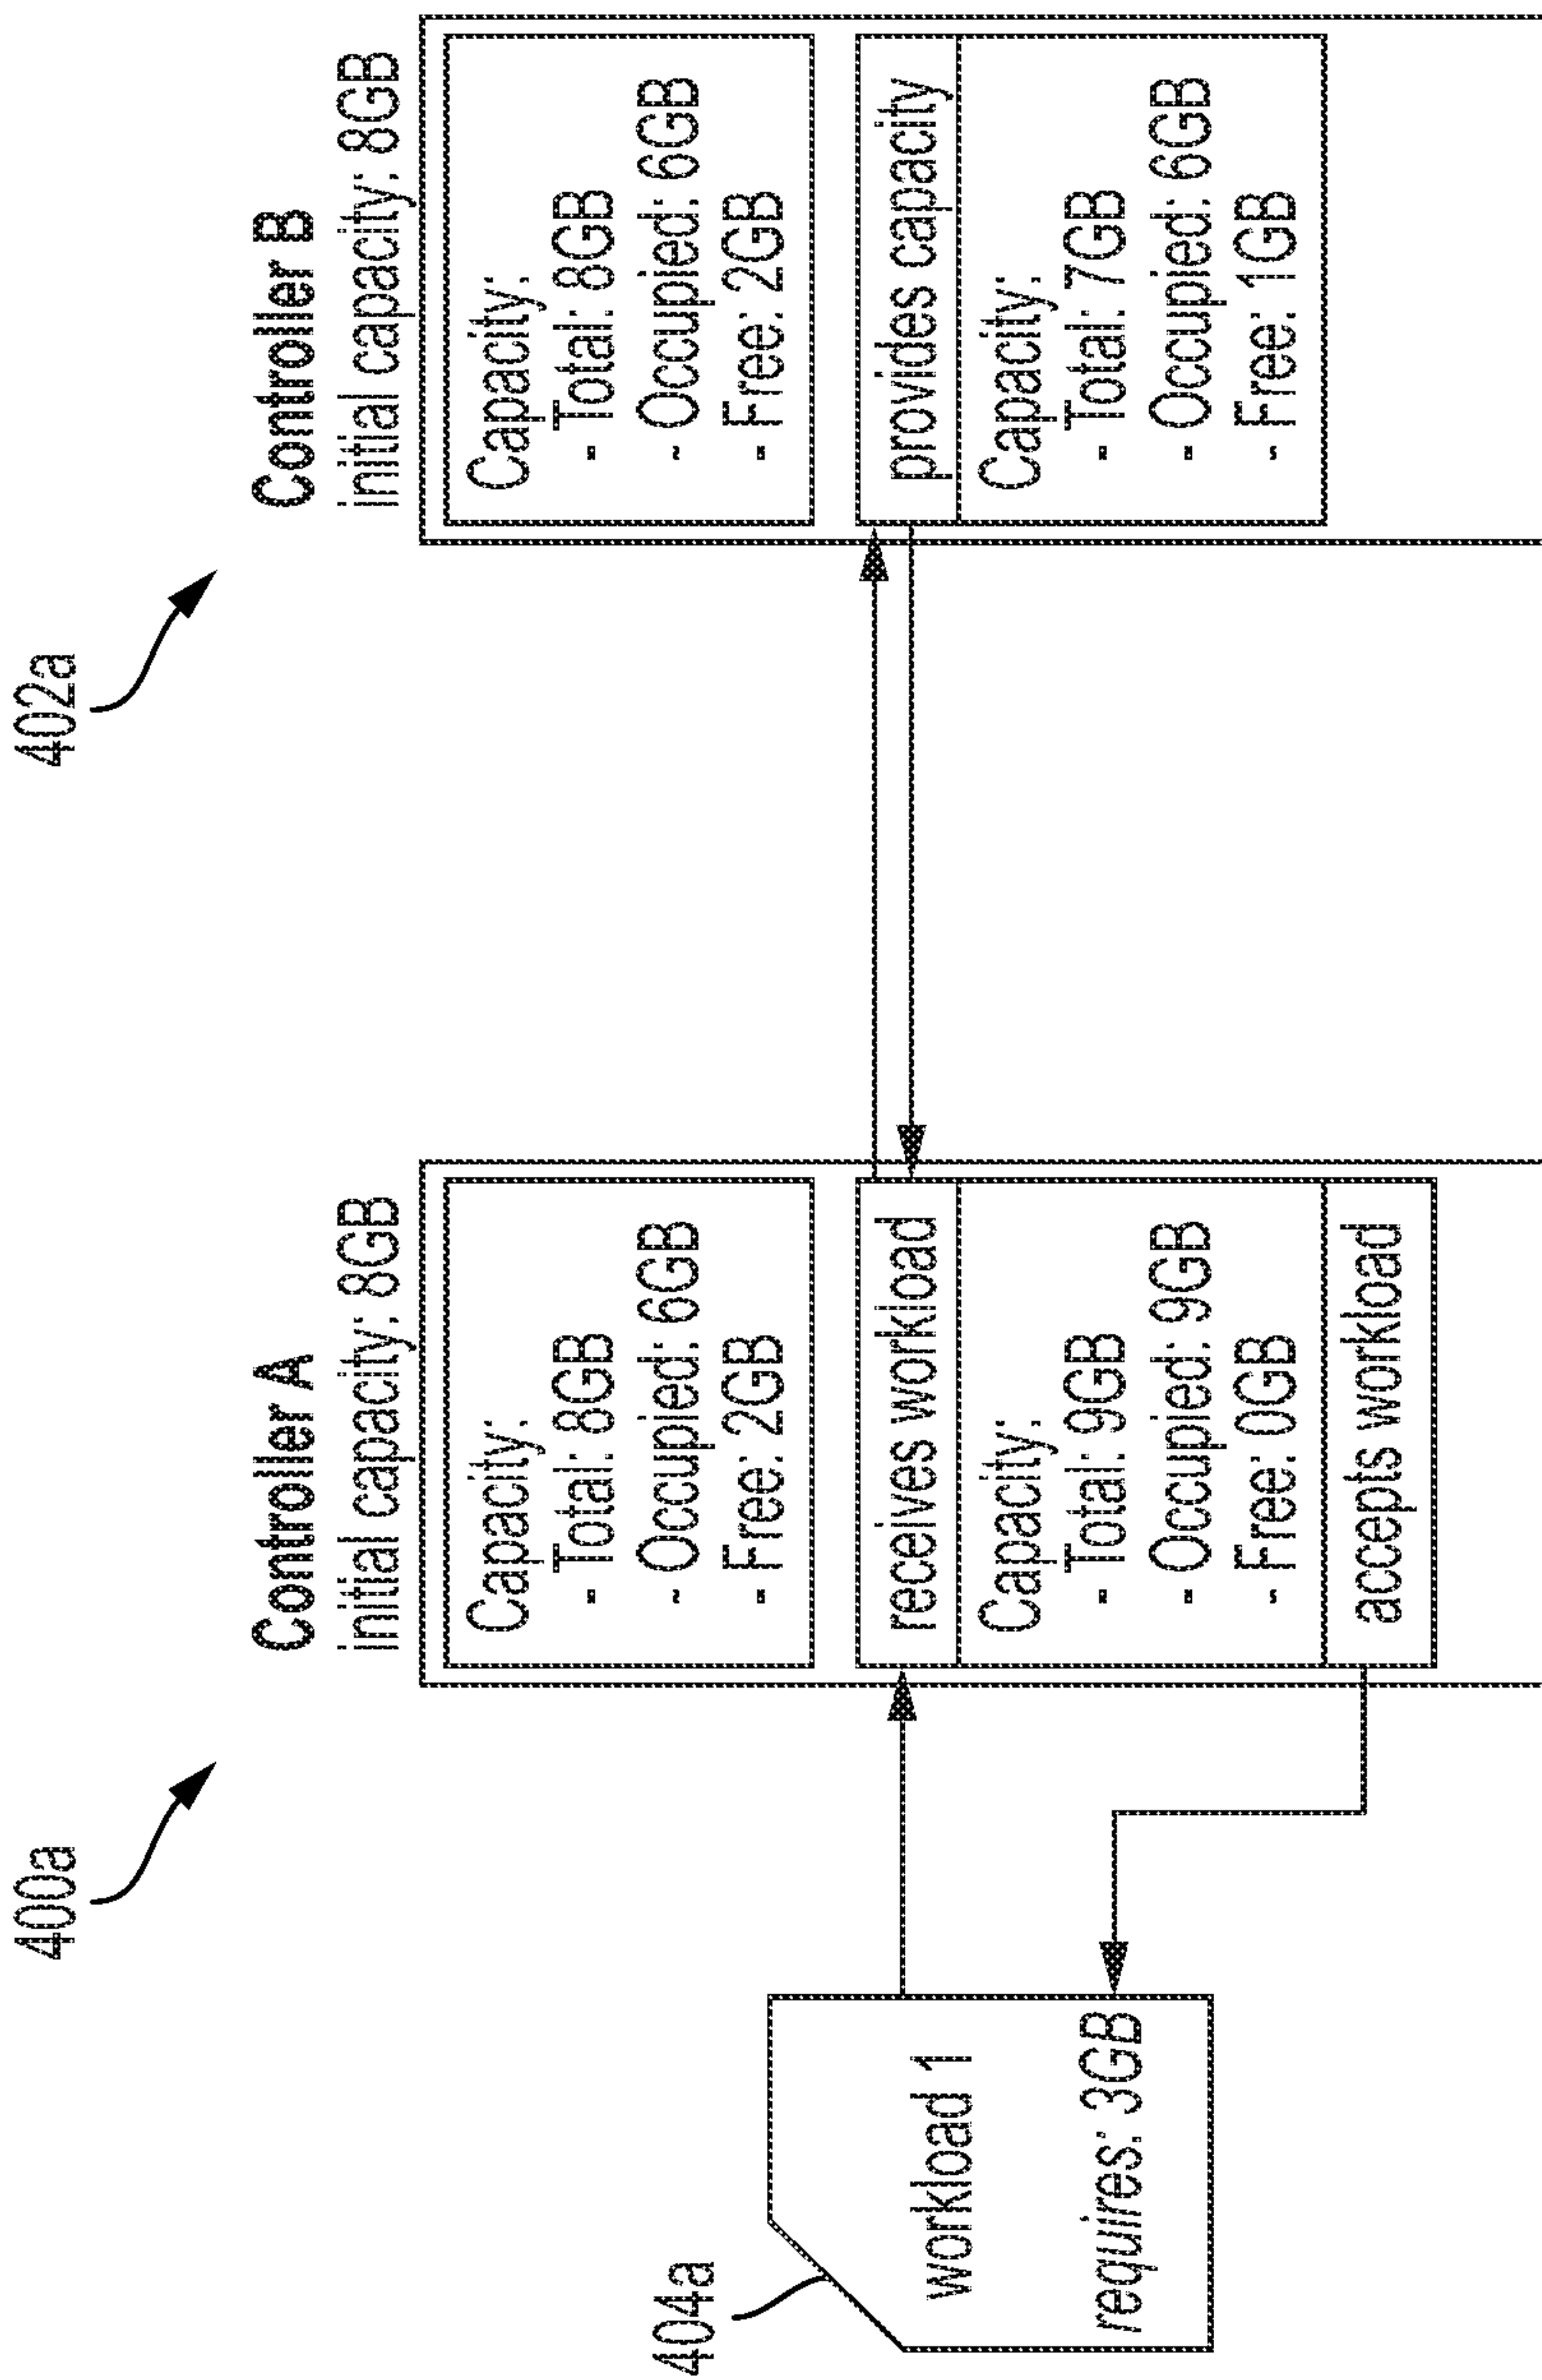 400a
402a
Controller A
initial capacity: 8GB
Controller B
initial capacity: 8GB
Capacity:
- Total: 8GB
- Occupied: 6GB
- Free: 2GB
Capacity:
- Total: 8GB
- Occupied: 6GB
- Free: 2GB
404a
workload 1
requires: 3GB
receives workload
Capacity:
- Total: 9GB
- Occupied: 9GB
- Free: 0GB
accepts workload
provides capacity
Capacity:
- Total: 7GB
- Occupied: 6GB
- Free: 1GB